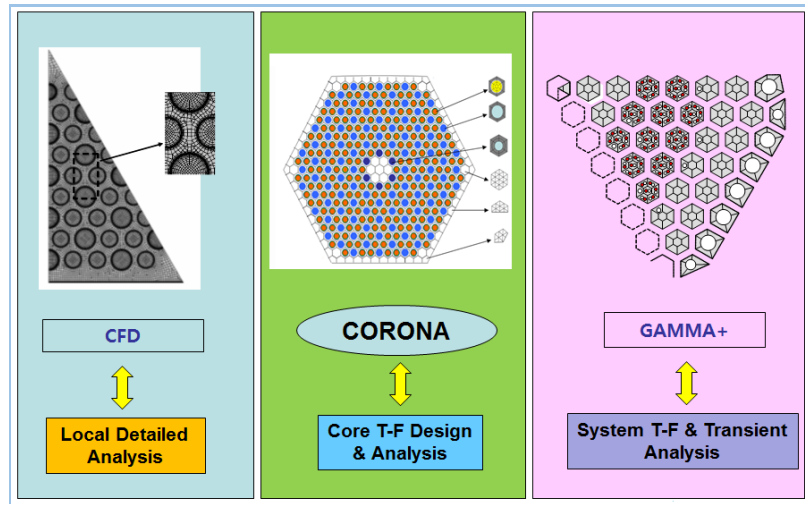 CFD
Local Detailed
Analysis
CORONA
Core T-F Design
& Analysis
GAMMA+
System T-F & Transient
Analysis